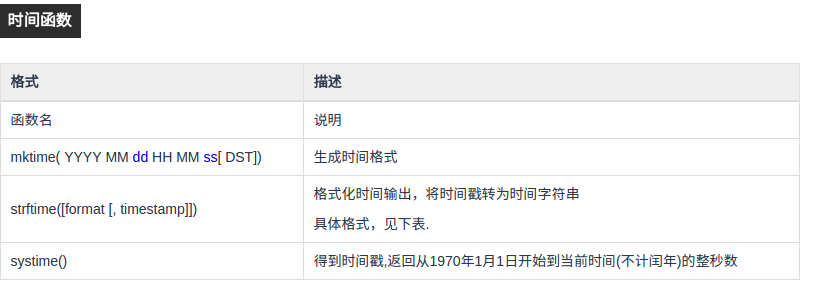 时间函数
格式 描述
函数名 说明
mktime( YYYY MM dd HH MM ss[ DST]) 生成时间格式
strftime([format [, timestamp]]) 格式化时间输出，将时间戳转为时间字符串
具体格式，见下表.
systime() 得到时间戳,返回从1970年1月1日开始到当前时间(不计闰年)的整秒数